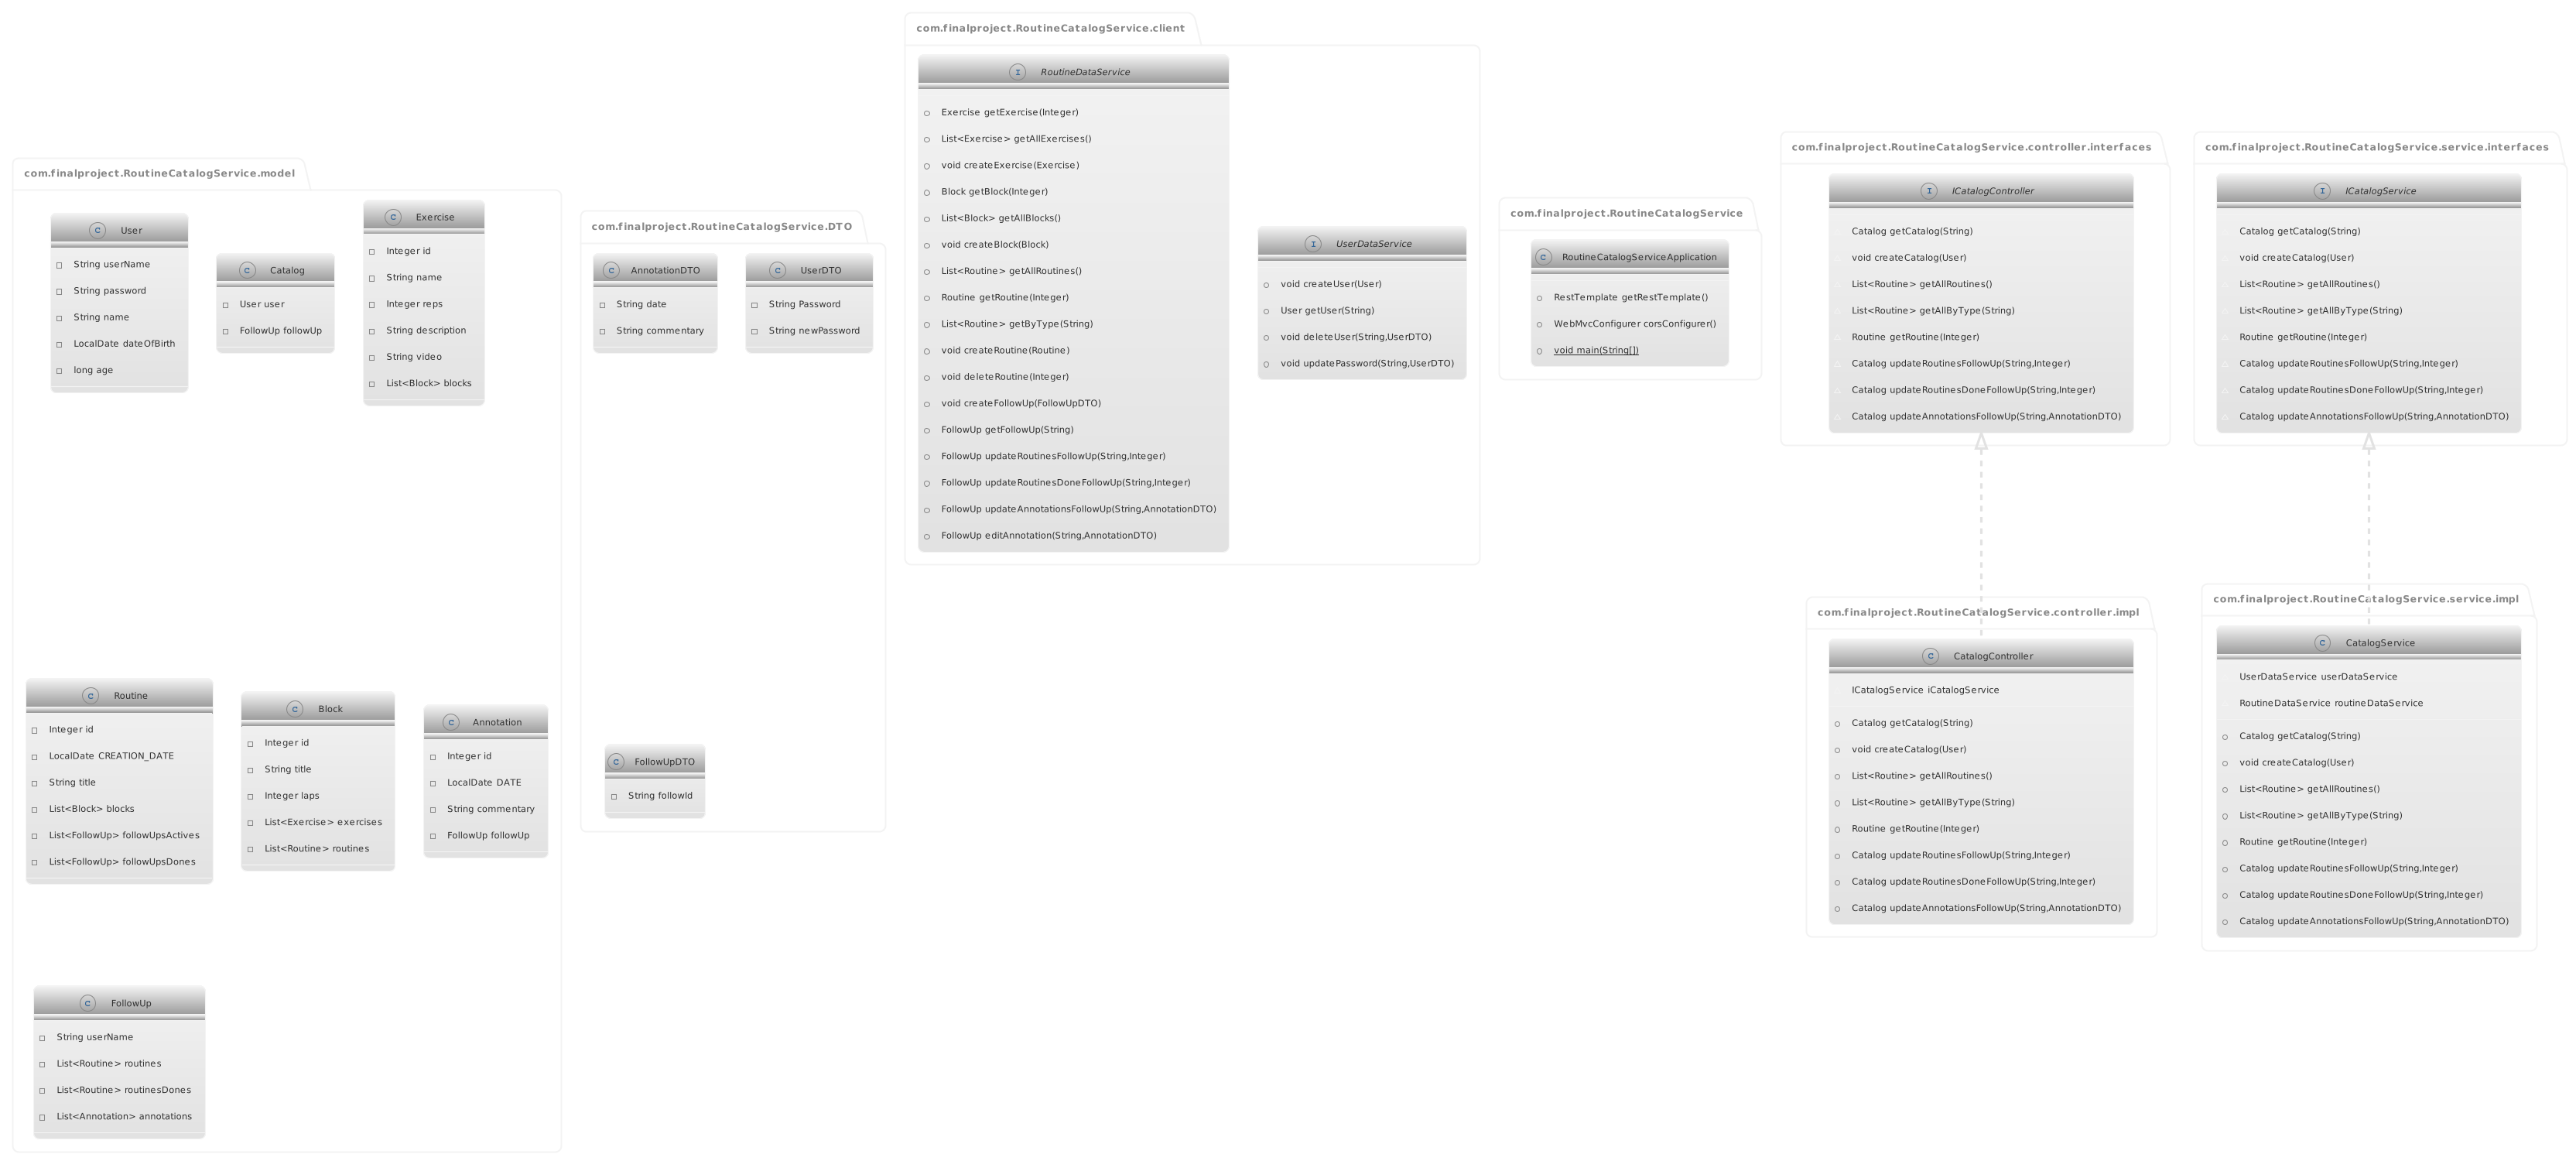 com.finalproject.RoutineCatalogService.model
C User
String userName
String password
String name
LocalDate dateOfBirth
long age
C Catalog
User user
FollowUp followUp
C Exercise
Integer id
String name
Integer reps
String description
String video
List<Block> blocks
C Routine
Integer id
LocalDate CREATION_DATE
String title
List<Block> blocks
List<FollowUp> followUpsActives
List<FollowUp> followUpsDones
C Block
Integer id
String title
Integer laps
List<Exercise> exercises
List<Routine> routines
C Annotation
Integer id
LocalDate DATE
String commentary
FollowUp followUp
C FollowUp
String userName
List<Routine> routines
List<Routine> routinesDones
List<Annotation> annotations
com.finalproject.RoutineCatalogService.DTO
C AnnotationDTO
String date
String commentary
C UserDTO
String Password
String newPassword
C FollowUpDTO
String followId
com.finalproject.RoutineCatalogService.client
I RoutineDataService
Exercise getExercise(Integer)
List<Exercise> getAllExercises()
void createExercise(Exercise)
Block getBlock(Integer)
List<Block> getAllBlocks()
void createBlock(Block)
List<Routine> getAllRoutines()
Routine getRoutine(Integer)
List<Routine> getByType(String)
void createRoutine(Routine)
void deleteRoutine(Integer)
void createFollowUp(FollowUpDTO)
FollowUp getFollowUp(String)
FollowUp updateRoutinesFollowUp(String,Integer)
FollowUp updateRoutinesDoneFollowUp(String,Integer)
FollowUp updateAnnotationsFollowUp(String,AnnotationDTO)
FollowUp editAnnotation(String,AnnotationDTO)
I UserDataService
void createUser(User)
User getUser(String)
void deleteUser(String,UserDTO)
void updatePassword(String,UserDTO)
com.finalproject.RoutineCatalogService
C RoutineCatalogServiceApplication
RestTemplate getRestTemplate()
WebMvcConfigurer corsConfigurer()
void main(String[])
com.finalproject.RoutineCatalogService.controller.interfaces
I ICatalogController
Catalog getCatalog(String)
void createCatalog(User)
List<Routine> getAllRoutines()
List<Routine> getAllByType(String)
Routine getRoutine(Integer)
Catalog updateRoutinesFollowUp(String,Integer)
Catalog updateRoutinesDoneFollowUp(String,Integer)
Catalog updateAnnotationsFollowUp(String,AnnotationDTO)
com.finalproject.RoutineCatalogService.service.interfaces
I ICatalogService
Catalog getCatalog(String)
void createCatalog(User)
List<Routine> getAllRoutines()
List<Routine> getAllByType(String)
Routine getRoutine(Integer)
Catalog updateRoutinesFollowUp(String,Integer)
Catalog updateRoutinesDoneFollowUp(String,Integer)
Catalog updateAnnotationsFollowUp(String,AnnotationDTO)
com.finalproject.RoutineCatalogService.controller.impl
C CatalogController
ICatalogService iCatalogService
Catalog getCatalog(String)
void createCatalog(User)
List<Routine> getAllRoutines()
List<Routine> getAllByType(String)
Routine getRoutine(Integer)
Catalog updateRoutinesFollowUp(String,Integer)
Catalog updateRoutinesDoneFollowUp(String,Integer)
Catalog updateAnnotationsFollowUp(String,AnnotationDTO)
com.finalproject.RoutineCatalogService.service.impl
C CatalogService
UserDataService userDataService
RoutineDataService routineDataService
Catalog getCatalog(String)
void createCatalog(User)
List<Routine> getAllRoutines()
List<Routine> getAllByType(String)
Routine getRoutine(Integer)
Catalog updateRoutinesFollowUp(String,Integer)
Catalog updateRoutinesDoneFollowUp(String,Integer)
Catalog updateAnnotationsFollowUp(String,AnnotationDTO)